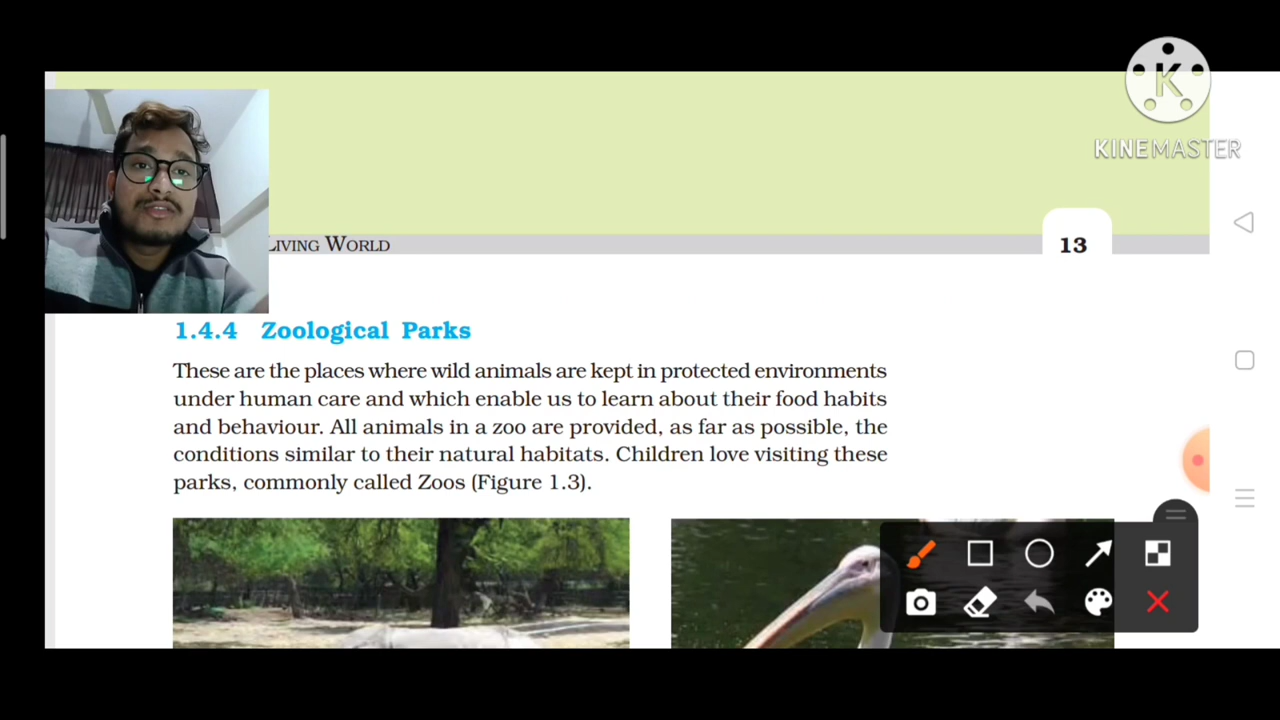 KINEMASTER
LIVING WORLD
13
1.4.4 Zoological Parks
These are the places where wild animals are kept in protected environments
under human care and which enable us to learn about their food habits
and behaviour. All animals in a zoo are provided, as far as possible, the
conditions similar to their natural habitats. Children love visiting these
parks, commonly called Zoos (Figure 1.3).